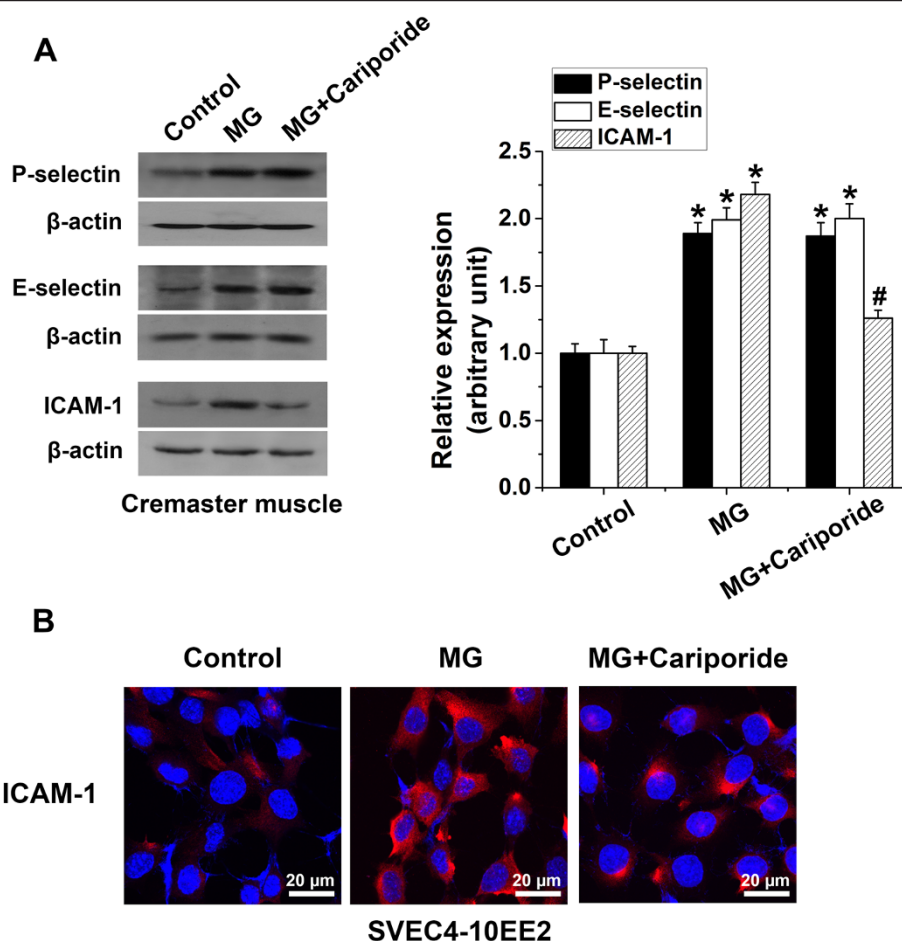 A
Control
MG
MG+Cariporide
P-selectin
β-actin
E-selectin
β-actin
ICAM-1
β-actin
Cremaster muscle
P-selectin
E-selectin
ICAM-1
Relative expression
(arbitrary unit)
2.5
2.0
1.5
1.0
0.5
0.0
* * *
* * #
Control
MG
MG+Cariporide
B
Control MG MG+Cariporide
ICAM-1
20 µm 20 µm 20 µm
SVEC4-10EE2